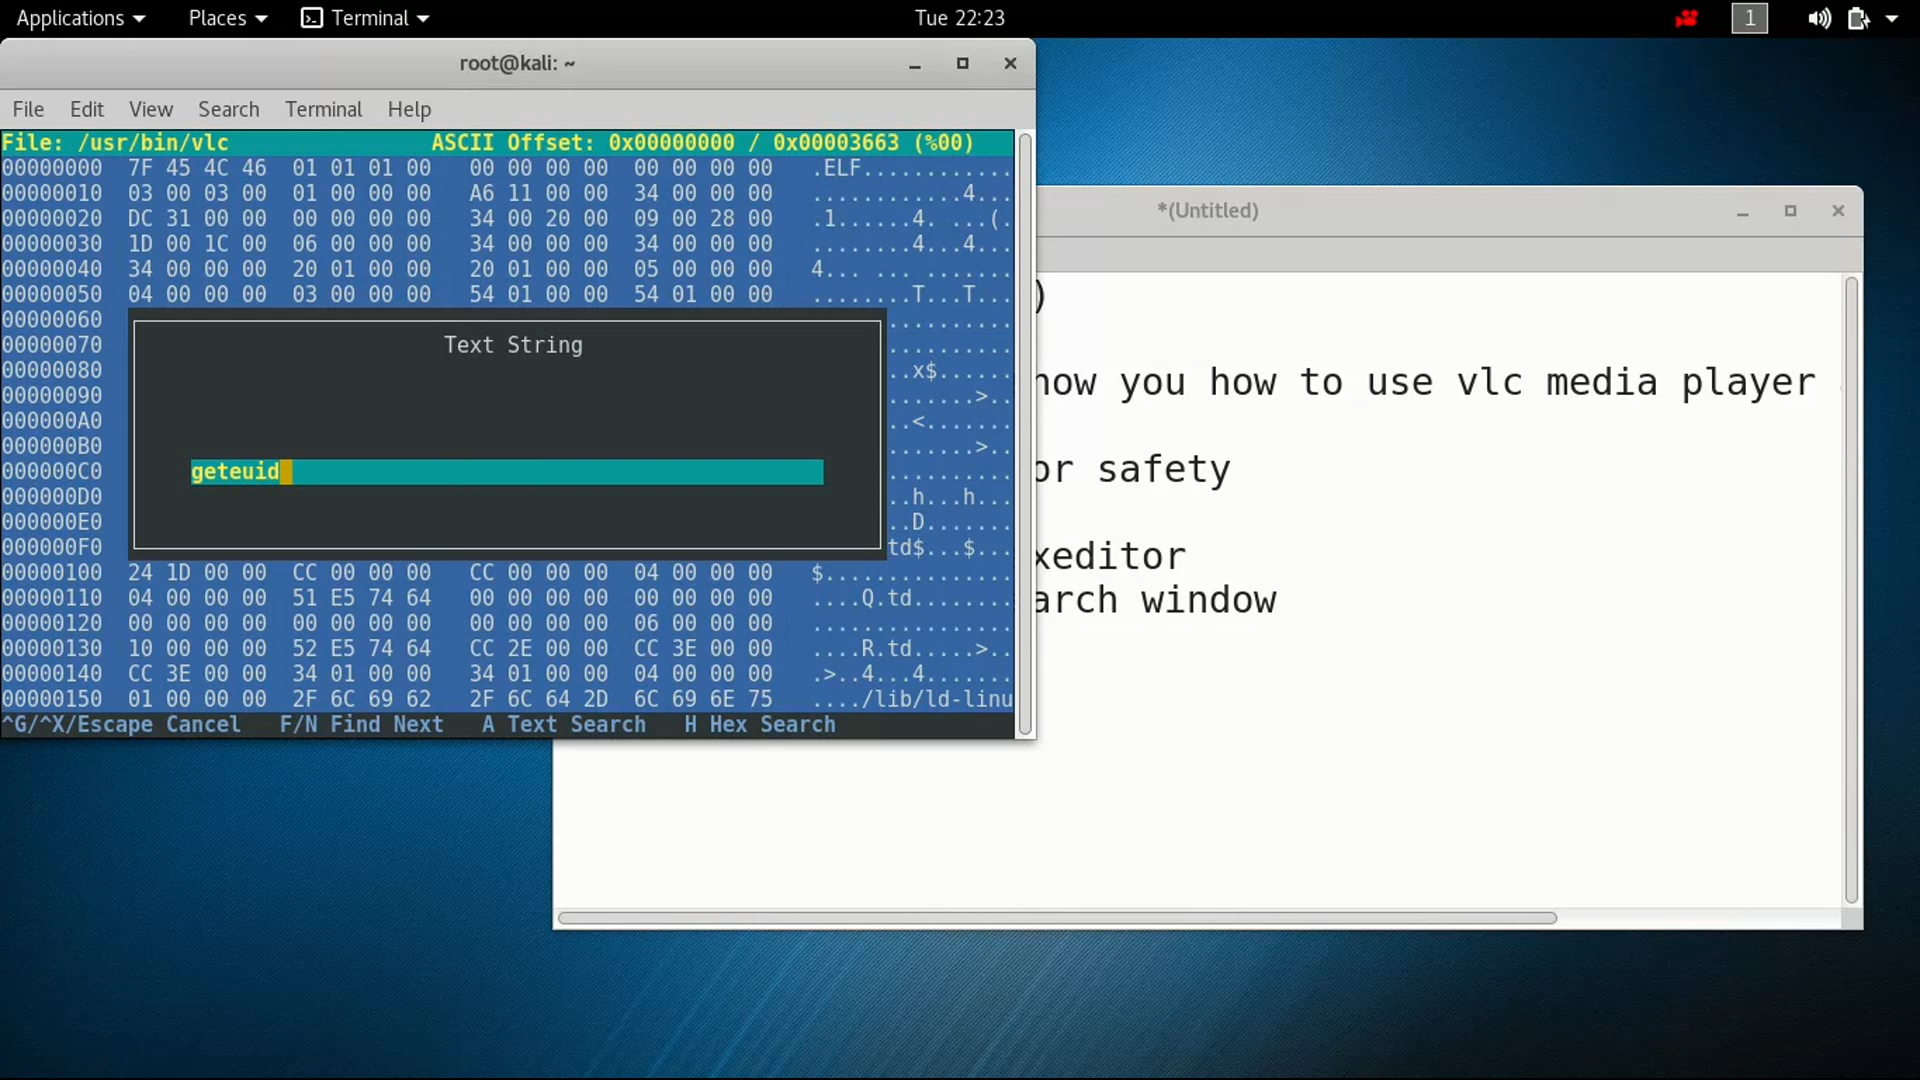 Applications Places Terminal Tue 22:23 1
root@kali: ~
File Edit View Search Terminal Help
File: /usr/bin/vlc ASCII Offset: 0x00000000 / 0x00003663 (%00)
00000000 7F 45 4C 46 01 01 01 00 00 00 00 00 00 00 00 00 .ELF............
00000010 03 00 03 00 01 00 00 00 A6 11 00 00 34 00 00 00 ............4...
00000020 DC 31 00 00 00 00 00 00 34 00 20 00 09 00 28 00 .1......4. ...(.
00000030 1D 00 1C 00 06 00 00 00 34 00 00 00 34 00 00 00 ........4...4...
00000040 34 00 00 00 20 01 00 00 20 01 00 00 05 00 00 00 4... ... .......
00000050 04 00 00 00 03 00 00 00 54 01 00 00 54 01 00 00 ........T...T...
00000060 ..........
00000070 ..........
00000080 ..x$......
00000090 .......>..
000000A0 ..<.......
000000B0 .......>..
000000C0 ..........
000000D0 ..h...h...
000000E0 ..D.......
000000F0 td$...$...
Text String
geteuid
00000100 24 1D 00 00 CC 00 00 00 CC 00 00 00 04 00 00 00 $...............
00000110 04 00 00 00 51 E5 74 64 00 00 00 00 00 00 00 00 ....Q.td........
00000120 00 00 00 00 00 00 00 00 00 00 00 00 06 00 00 00 ................
00000130 10 00 00 00 52 E5 74 64 CC 2E 00 00 CC 3E 00 00 ....R.td.....>..
00000140 CC 3E 00 00 34 01 00 00 34 01 00 00 04 00 00 00 .>..4...4.......
00000150 01 00 00 00 2F 6C 69 62 2F 6C 64 2D 6C 69 6E 75 ..../lib/ld-linu
^G/^X/Escape Cancel F/N Find Next A Text Search H Hex Search
*(Untitled)
)
how you how to use vlc media player
or safety
xeditor
arch window